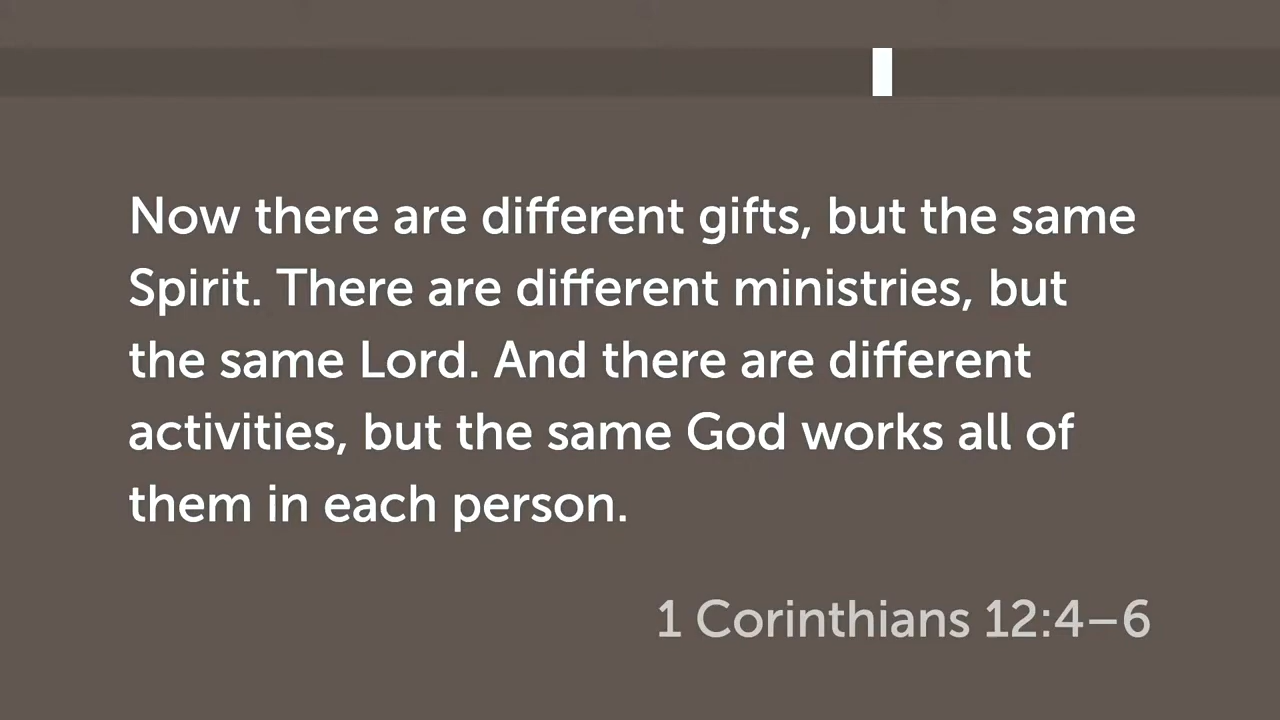 Now there are different gifts, but the same
Spirit. There are different ministries, but
the same Lord. And there are different
activities, but the same God works all of
them in each person.
1 Corinthians 12:4–6